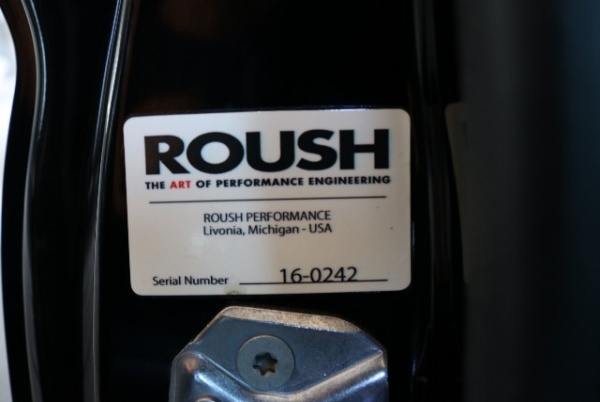 ROUSH
THE ART OF PERFORMANCE ENGINEERING
ROUSH PERFORMANCE
Livonia, Michigan - USA
Serial Number 16-0242